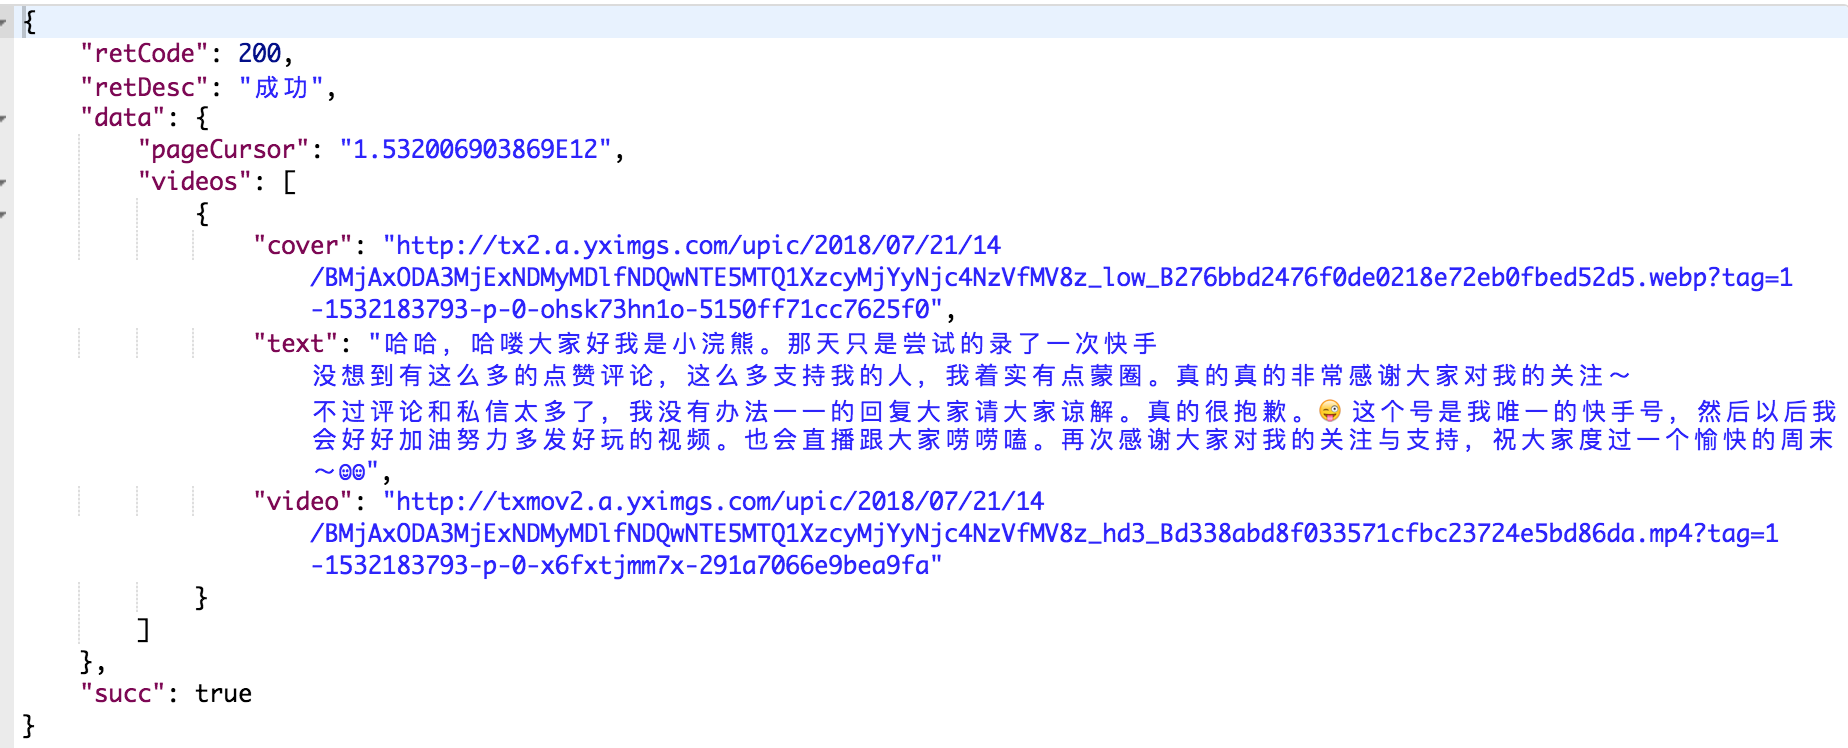 {
"retCode": 200,
"retDesc": "成功",
"data": {
"pageCursor": "1.532006903869E12",
"videos": [
{
"cover": "http://tx2.a.yximgs.com/upic/2018/07/21/14
/BMjAxODA3MjExNDMyMDlfNDQwNTE5MTQ1XzcyMjYyNjc4NzVfMV8z_low_B276bbd2476f0de0218e72eb0fbed52d5.webp?tag=1
-1532183793-p-0-ohsk73hn1o-5150ff71cc7625f0",
"text": "哈哈，哈喽大家好我是小浣熊。那天只是尝试的录了一次快手
没想到有这么多的点赞评论，这么多支持我的人，我着实有点蒙圈。真的真的非常感谢大家对我的关注～
不过评论和私信太多了，我没有办法一一的回复大家请大家谅解。真的很抱歉。😜 这个号是我唯一的快手号，然后以后我
会好好加油努力多发好玩的视频。也会直播跟大家唠唠嗑。再次感谢大家对我的关注与支持，祝大家度过一个愉快的周末
～",
"video": "http://txmov2.a.yximgs.com/upic/2018/07/21/14
/BMjAxODA3MjExNDMyMDlfNDQwNTE5MTQ1XzcyMjYyNjc4NzVfMV8z_hd3_Bd338abd8f033571cfbc23724e5bd86da.mp4?tag=1
-1532183793-p-0-x6fxtjmm7x-291a7066e9bea9fa"
}
]
},
"succ": true
}